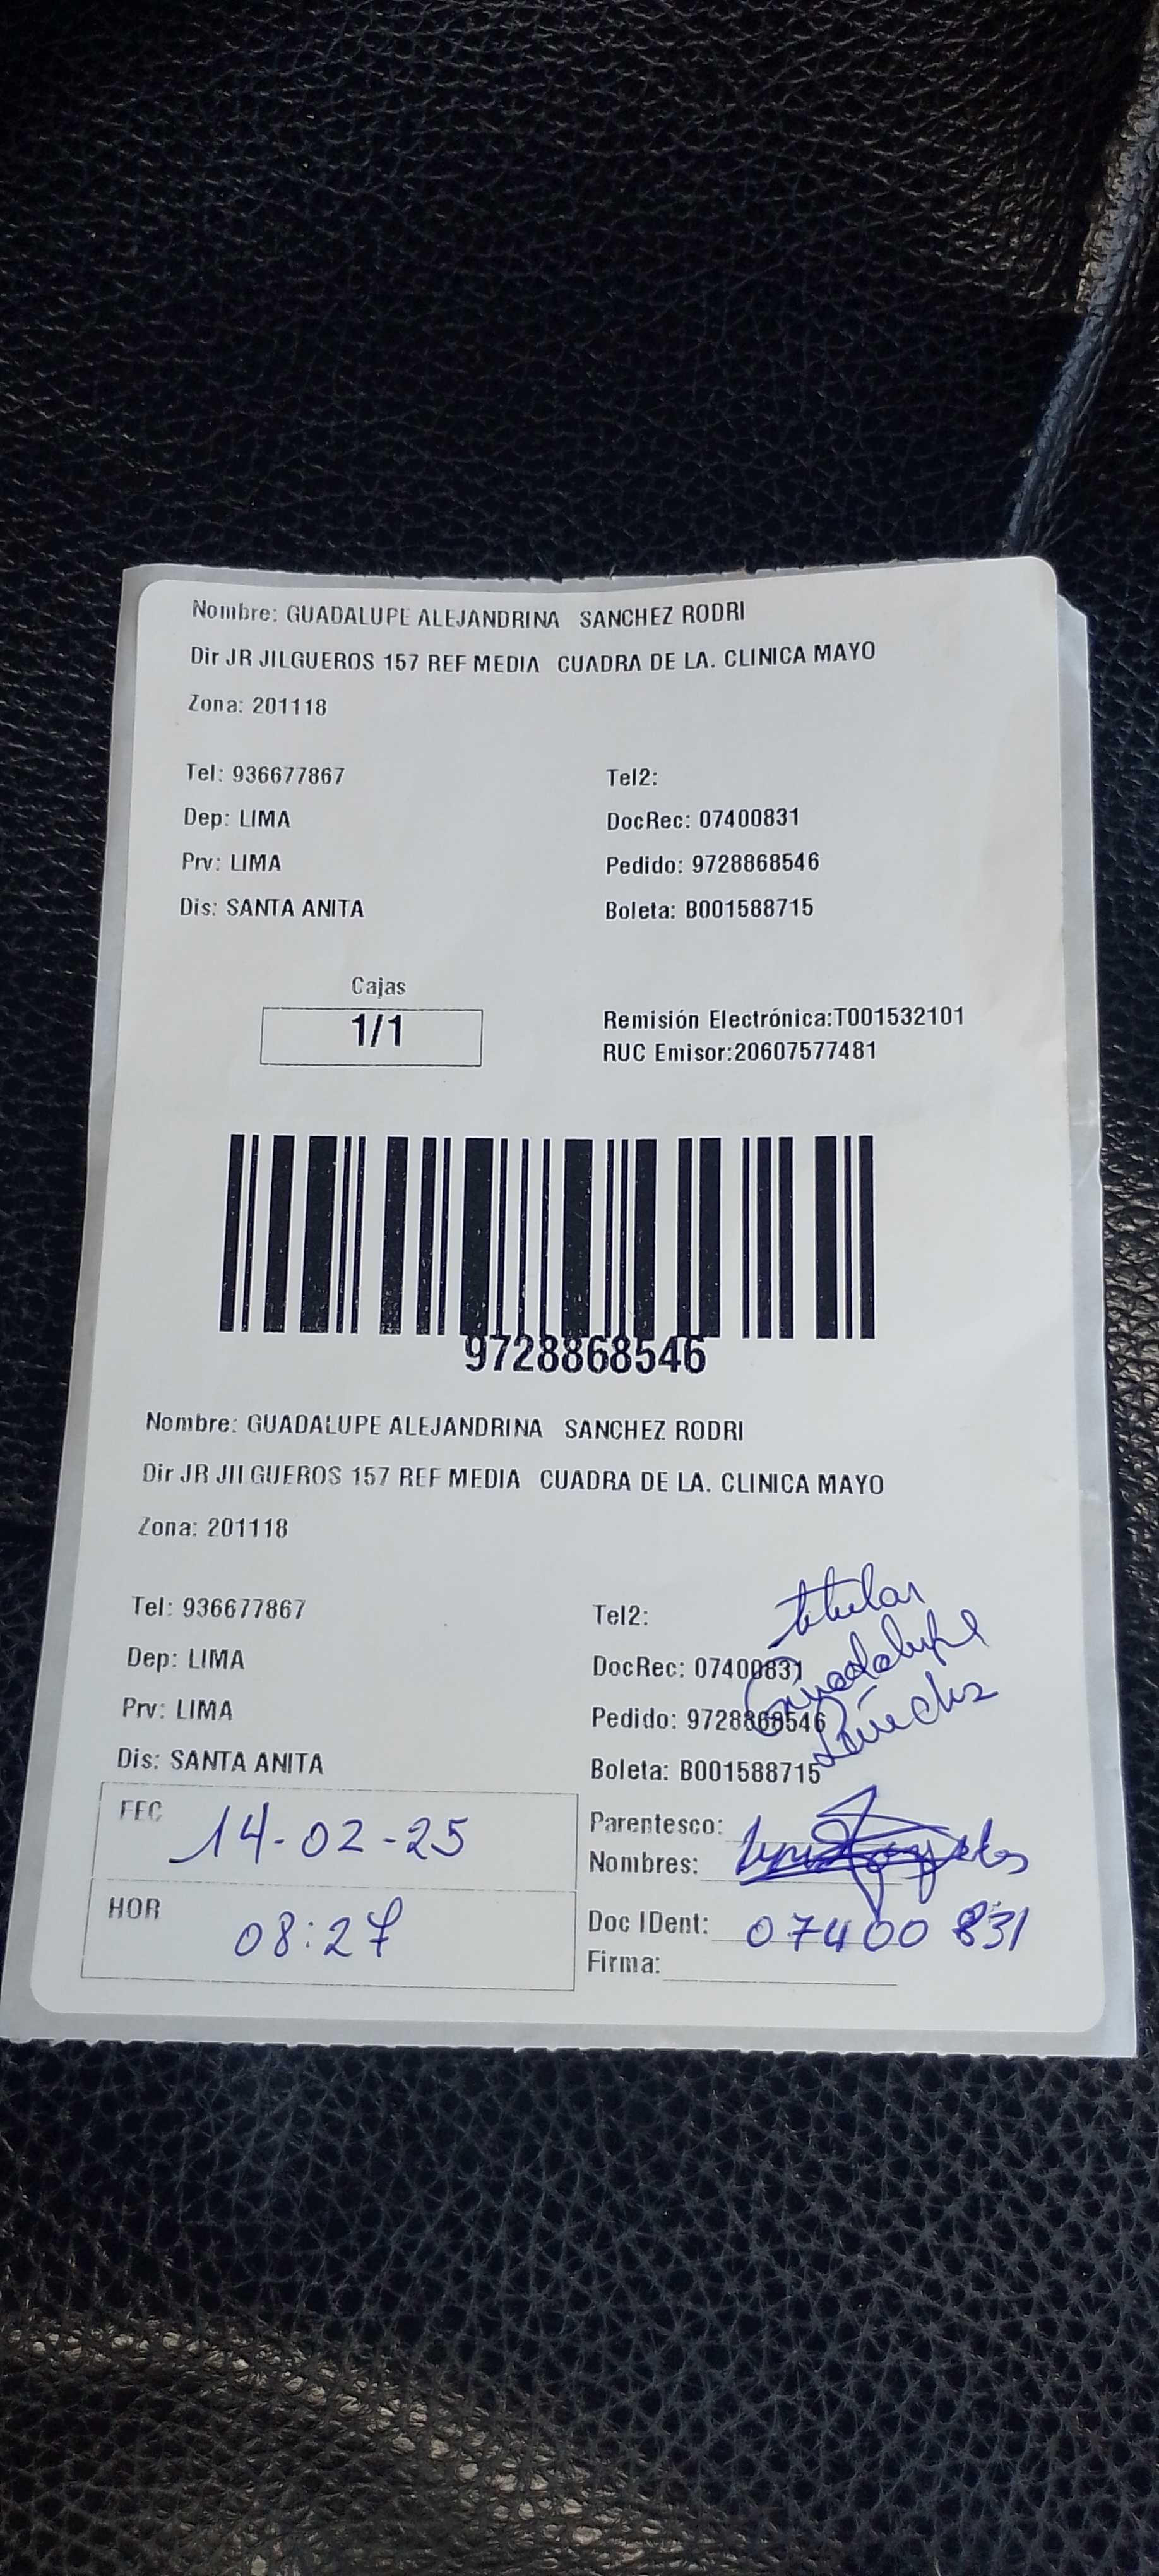 Nombre: GUADALUPE ALEJANDRINA SANCHEZ RODRI
Dir JR JILGUEROS 157 REF MEDIA CUADRA DE LA. CLINICA MAYO
Zona: 201118
Tel: 936677867 Tel2:
Dep: LIMA DocRec: 07400831
Prv: LIMA Pedido: 9728868546
Dis: SANTA ANITA Boleta: B001588715
Cajas
1/1
Remisión Electrónica:T001532101
RUC Emisor:20607577481
9728868546
Nombre: GUADALUPE ALEJANDRINA SANCHEZ RODRI
Dir JR JILGUEROS 157 REF MEDIA CUADRA DE LA. CLINICA MAYO
Zona: 201118
titular
Tel: 936677867 Tel2:
Guadalupe
Dep: LIMA DocRec: 07400831
Prv: LIMA Pedido: 9728868546
Dis: SANTA ANITA Boleta: B001588715
FEC 14-02-25
Parentesco:
Nombres:
HOR 08:27
Doc IDent: 07400831
Firma: